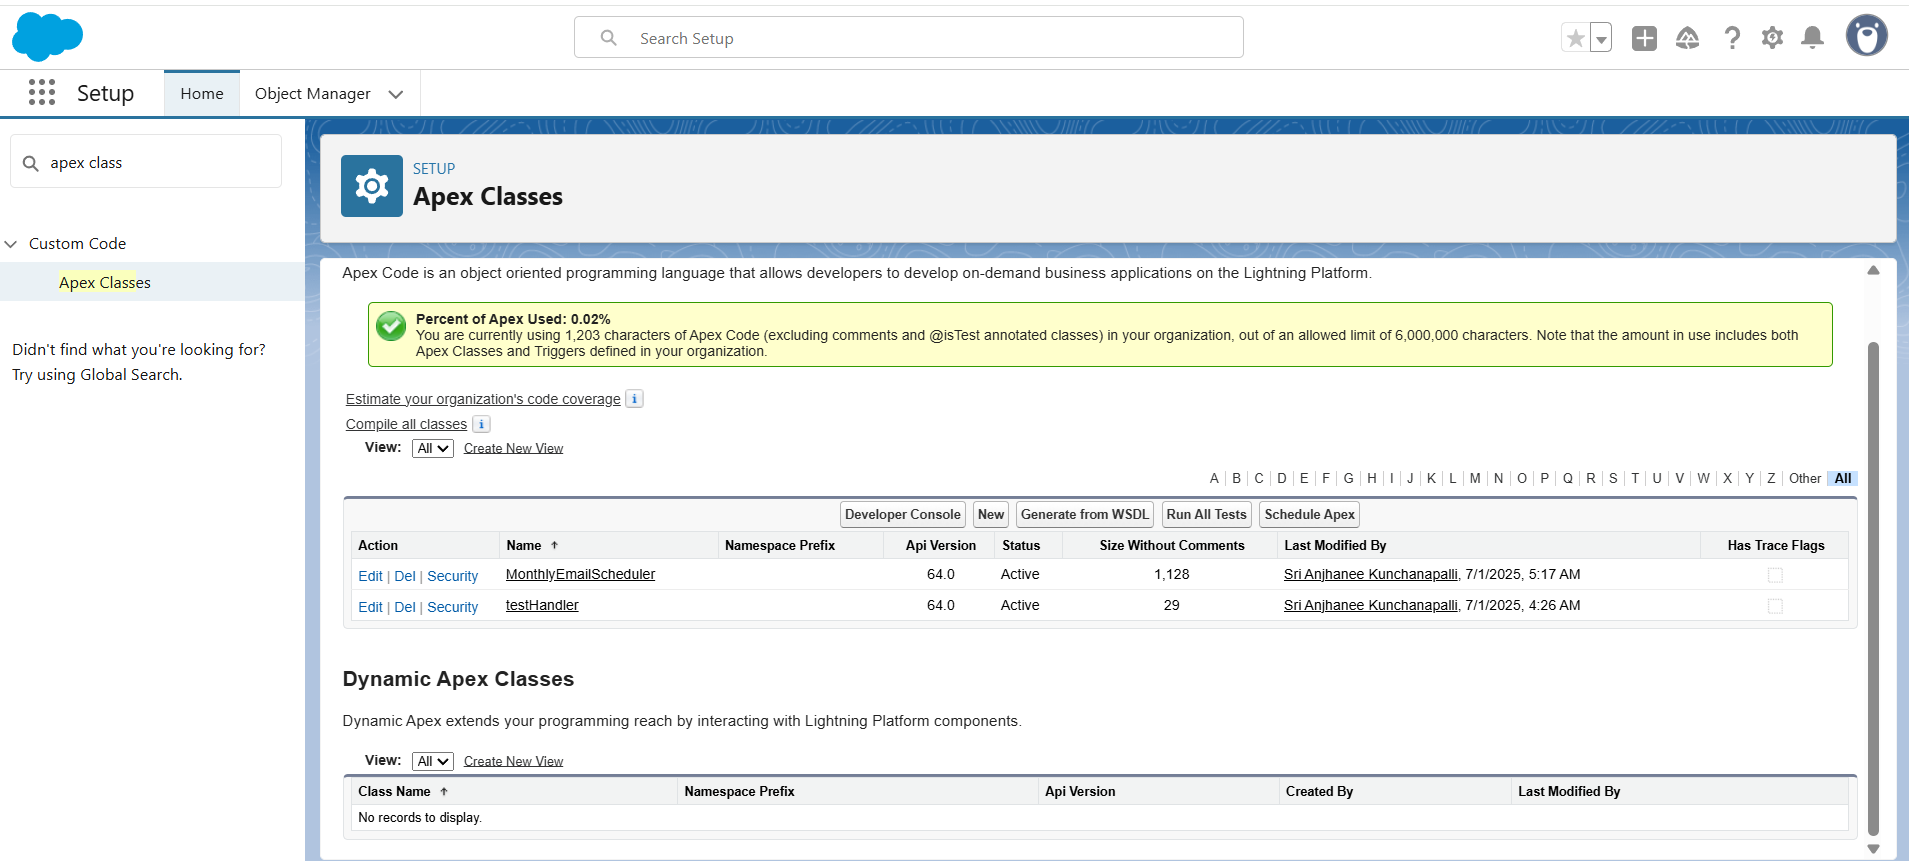 Search Setup
Setup
Home
Object Manager
apex class
Custom Code
Apex Classes
Didn't find what you're looking for?
Try using Global Search.
SETUP
Apex Classes
Apex Code is an object oriented programming language that allows developers to develop on-demand business applications on the Lightning Platform.
Percent of Apex Used: 0.02%
You are currently using 1,203 characters of Apex Code (excluding comments and @isTest annotated classes) in your organization, out of an allowed limit of 6,000,000 characters. Note that the amount in use includes both
Apex Classes and Triggers defined in your organization.
Estimate your organization's code coverage i
Compile all classes i
View: All Create New View
A B C D E F G H I J K L M N O P Q R S T U V W X Y Z Other All
Developer Console New Generate from WSDL Run All Tests Schedule Apex
Action Name ↑ Namespace Prefix Api Version Status Size Without Comments Last Modified By Has Trace Flags
Edit | Del | Security MonthlyEmailScheduler 64.0 Active 1,128 Sri Anjhanee Kunchanapalli, 7/1/2025, 5:17 AM
Edit | Del | Security testHandler 64.0 Active 29 Sri Anjhanee Kunchanapalli, 7/1/2025, 4:26 AM
Dynamic Apex Classes
Dynamic Apex extends your programming reach by interacting with Lightning Platform components.
View: All Create New View
Class Name ↑ Namespace Prefix Api Version Created By Last Modified By
No records to display.